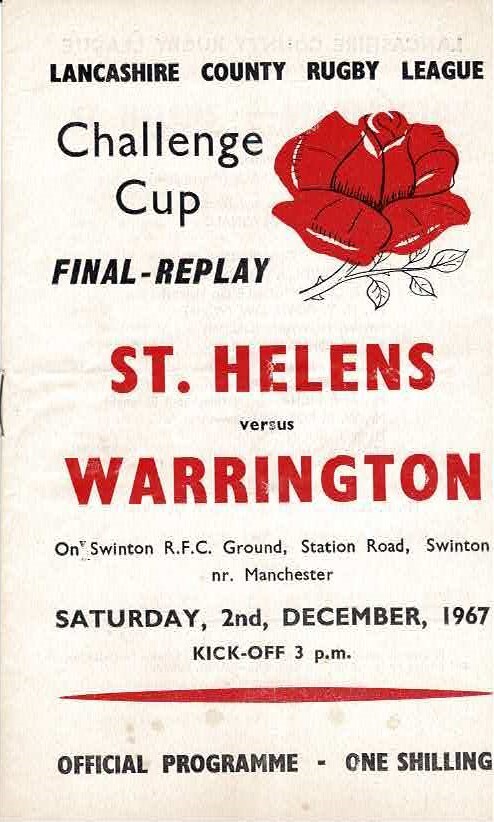 LANCASHIRE COUNTY RUGBY LEAGUE
Challenge
Cup
FINAL-REPLAY
ST. HELENS
versus
WARRINGTON
On Swinton R.F.C. Ground, Station Road, Swinton
nr. Manchester
SATURDAY, 2nd, DECEMBER, 1967
KICK-OFF 3 p.m.
OFFICIAL PROGRAMME - ONE SHILLING